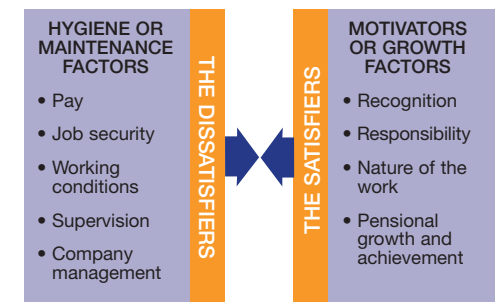 HYGIENE OR
MAINTENANCE
FACTORS
• Pay
• Job security
• Working
conditions
• Supervision
• Company
management
THE DISSATISFIERS
THE SATISFIERS
MOTIVATORS
OR GROWTH
FACTORS
• Recognition
• Responsibility
• Nature of the
work
• Pensional
growth and
achievement